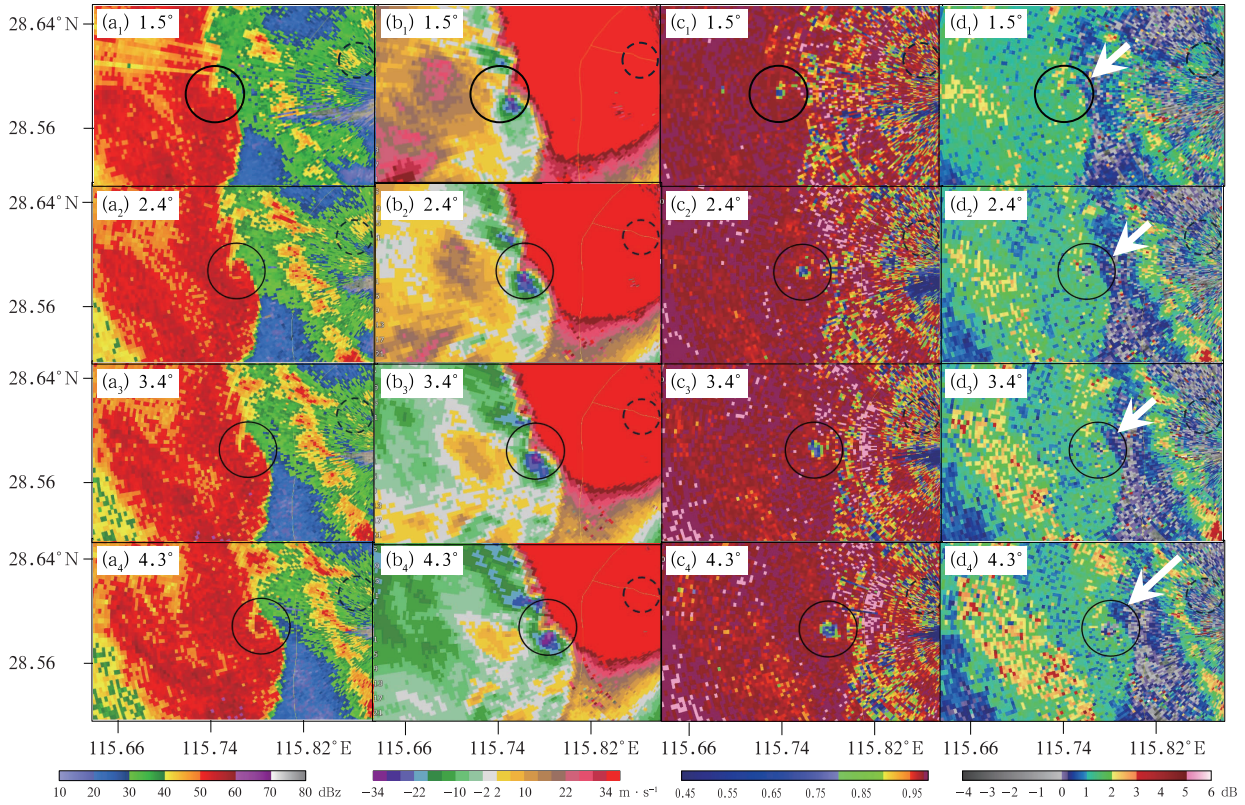 28.64°N
(a₁) 1.5°
(b₁) 1.5°
(c₁) 1.5°
(d₁) 1.5°
28.56
28.64°N
(a₂) 2.4°
(b₂) 2.4°
(c₂) 2.4°
(d₂) 2.4°
28.56
28.64°N
(a₃) 3.4°
(b₃) 3.4°
(c₃) 3.4°
(d₃) 3.4°
28.56
28.64°N
(a₄) 4.3°
(b₄) 4.3°
(c₄) 4.3°
(d₄) 4.3°
28.56
115.66 115.74 115.82°E 115.66 115.74 115.82 115.66 115.74 115.82 115.74 115.82°E
10 20 30 40 50 60 70 80 dBz
−34 −22 −10 −2 2 10 22 34 m · s⁻¹
0.45 0.55 0.65 0.75 0.85 0.95
−4 −3 −2 −1 0 1 2 3 4 5 6 dB